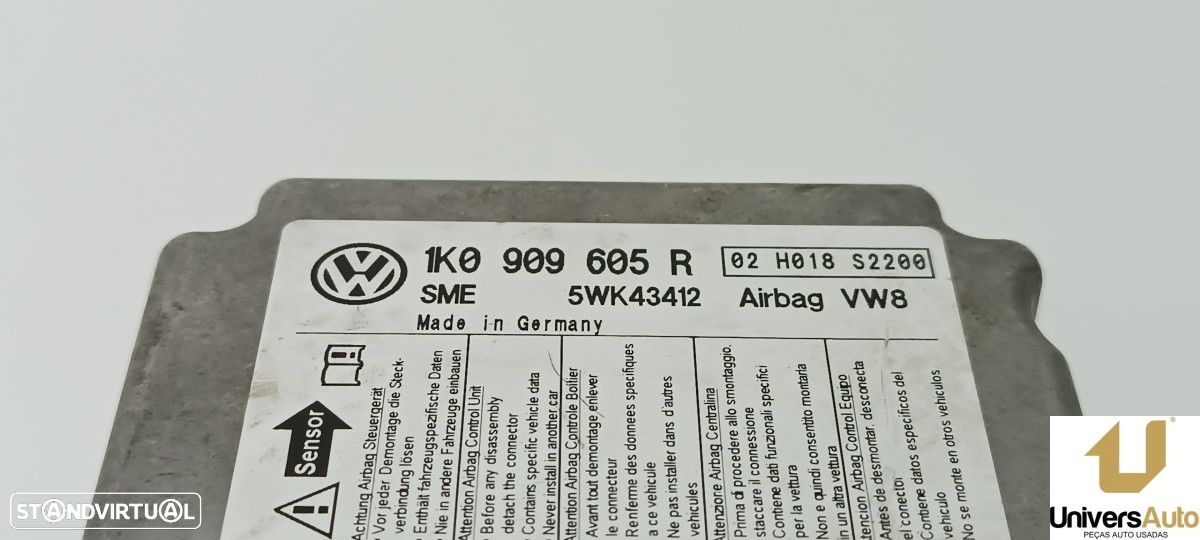 1K0 909 605 R
02 H018 S2200
SME
5WK43412
Airbag VW8
Made in Germany
Sensor
Achtung Airbag Steuergerät
• Vor jeder Demontage die Steck-
verbindung lösen
• Enthält fahrzeugspezifische Daten
• Nie in andere Fahrzeuge einbauen
Attention Airbag Control Unit
• Before any disassembly
detach the connector
• Contains specific vehicle data
• Never install in another car
Attention Airbag Controle Boîtier
Avant tout demontage, enlever
le connecteur
Renferme des donnees specifiques
a ce vehicule
Ne pas installer dans d'autres
vehicules
Attenzione Airbag Centralina
Prima di procedere allo smontaggio,
staccare il connessione
Contiene dati funzionali specifici
per la vettura
Non e quindi consentito montarla
in un altra vettura
Atencion Airbag Control Equipo
Antes de desmontar, desconecta
el conector
Contiene datos especificos del
vehiculo
No se monte en otros vehiculos
STANDVIRTUAL
UniversAuto
PEÇAS AUTO USADAS